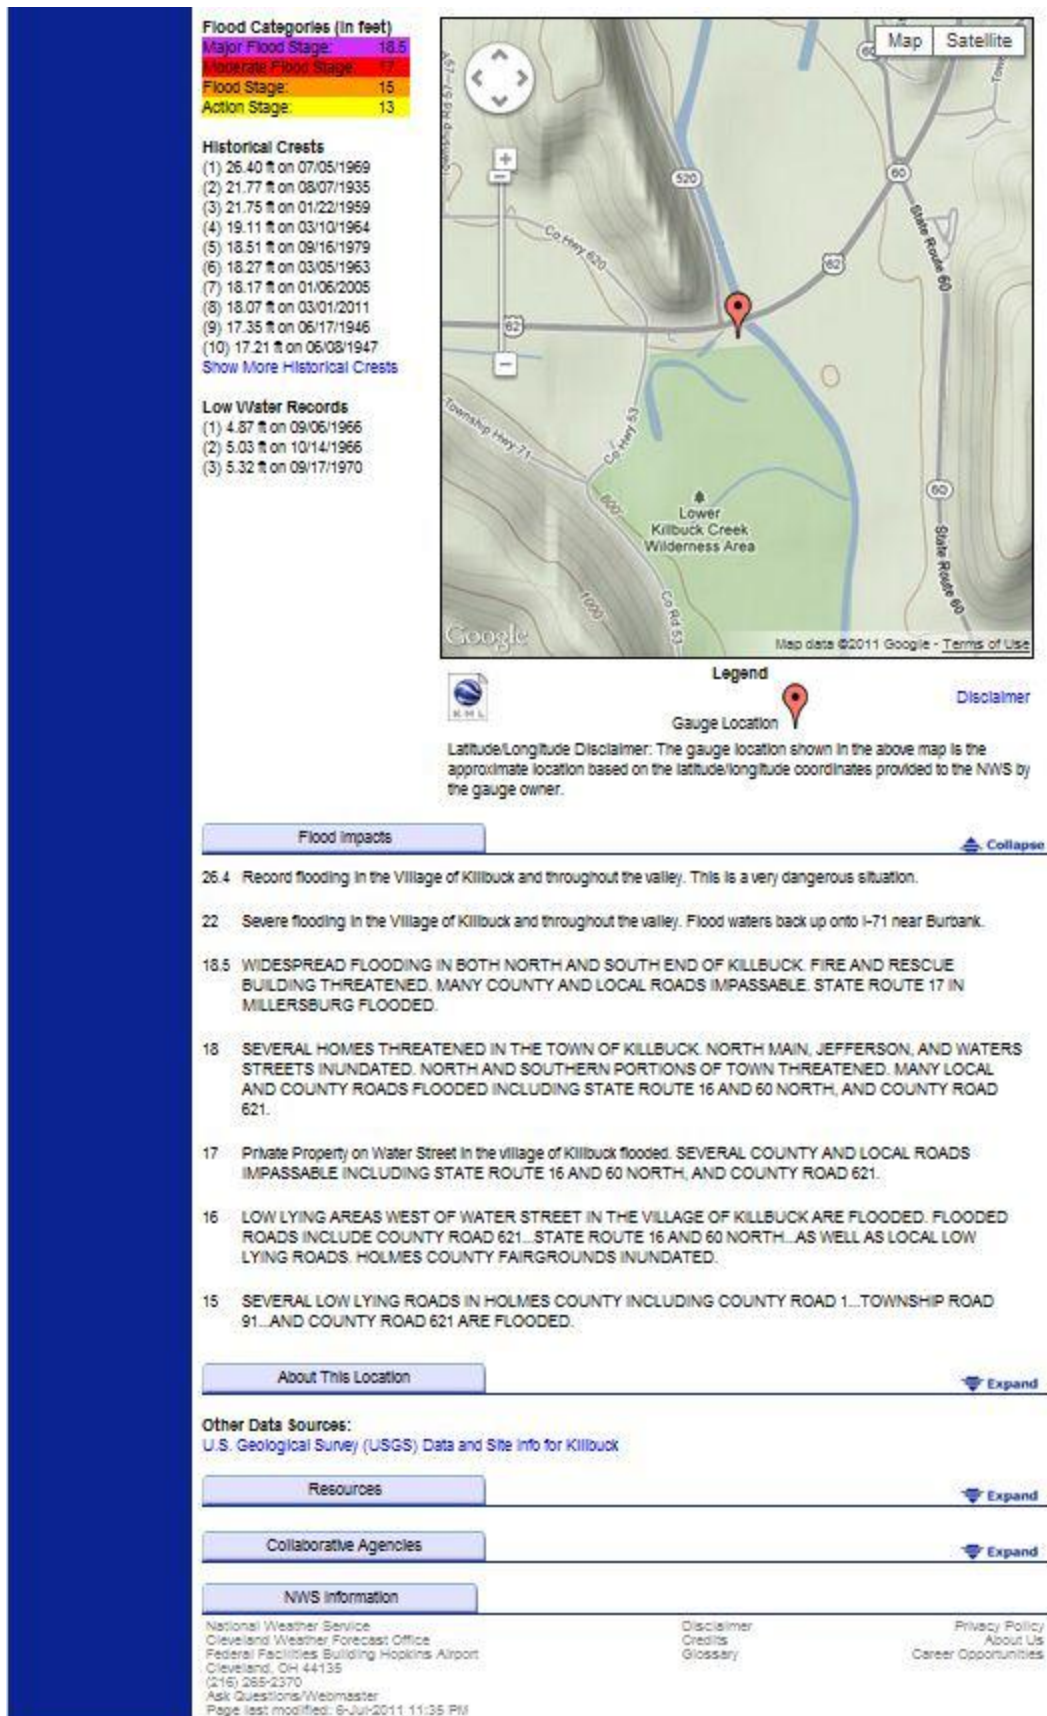 Flood Categories (in feet)
Major Flood Stage: 18.5
Moderate Flood Stage: 17
Flood Stage: 15
Action Stage: 13
Historical Crests
(1) 26.40 ft on 07/05/1969
(2) 21.77 ft on 08/07/1935
(3) 21.75 ft on 01/22/1959
(4) 19.11 ft on 03/10/1964
(5) 18.51 ft on 09/16/1979
(6) 18.27 ft on 03/05/1963
(7) 18.17 ft on 01/06/2005
(8) 18.07 ft on 03/01/2011
(9) 17.35 ft on 06/17/1946
(10) 17.21 ft on 06/08/1947
Show More Historical Crests
Low Water Records
(1) 4.87 ft on 09/06/1966
(2) 5.03 ft on 10/14/1966
(3) 5.32 ft on 09/17/1970
Map Satellite
60
520
60
Co Hwy 620
State Route 60
62
62
Township Hwy 71
Co Hwy 53
800
60
Lower
Killbuck Creek
Wilderness Area
State Route 60
1000
Co Rd 53
Google
Map data ©2011 Google - Terms of Use
Legend
KML
Disclaimer
Gauge Location
Latitude/Longitude Disclaimer: The gauge location shown in the above map is the
approximate location based on the latitude/longitude coordinates provided to the NWS by
the gauge owner.
Flood Impacts
Collapse
26.4 Record flooding in the Village of Killbuck and throughout the valley. This is a very dangerous situation.
22 Severe flooding in the Village of Killbuck and throughout the valley. Flood waters back up onto I-71 near Burbank.
18.5 WIDESPREAD FLOODING IN BOTH NORTH AND SOUTH END OF KILLBUCK. FIRE AND RESCUE
BUILDING THREATENED. MANY COUNTY AND LOCAL ROADS IMPASSABLE. STATE ROUTE 17 IN
MILLERSBURG FLOODED.
18 SEVERAL HOMES THREATENED IN THE TOWN OF KILLBUCK. NORTH MAIN, JEFFERSON, AND WATERS
STREETS INUNDATED. NORTH AND SOUTHERN PORTIONS OF TOWN THREATENED. MANY LOCAL
AND COUNTY ROADS FLOODED INCLUDING STATE ROUTE 16 AND 60 NORTH, AND COUNTY ROAD
621.
17 Private Property on Water Street in the village of Killbuck flooded. SEVERAL COUNTY AND LOCAL ROADS
IMPASSABLE INCLUDING STATE ROUTE 16 AND 60 NORTH, AND COUNTY ROAD 621.
16 LOW LYING AREAS WEST OF WATER STREET IN THE VILLAGE OF KILLBUCK ARE FLOODED. FLOODED
ROADS INCLUDE COUNTY ROAD 621...STATE ROUTE 16 AND 60 NORTH...AS WELL AS LOCAL LOW
LYING ROADS. HOLMES COUNTY FAIRGROUNDS INUNDATED.
15 SEVERAL LOW LYING ROADS IN HOLMES COUNTY INCLUDING COUNTY ROAD 1...TOWNSHIP ROAD
91...AND COUNTY ROAD 621 ARE FLOODED.
About This Location
Expand
Other Data Sources:
U.S. Geological Survey (USGS) Data and Site Info for Killbuck
Resources
Expand
Collaborative Agencies
Expand
NWS Information
National Weather Service
Cleveland Weather Forecast Office
Federal Facilities Building Hopkins Airport
Cleveland, OH 44135
(216) 265-2370
Ask Questions/Webmaster
Page last modified: 6-Jul-2011 11:35 PM
Disclaimer
Credits
Glossary
Privacy Policy
About Us
Career Opportunities